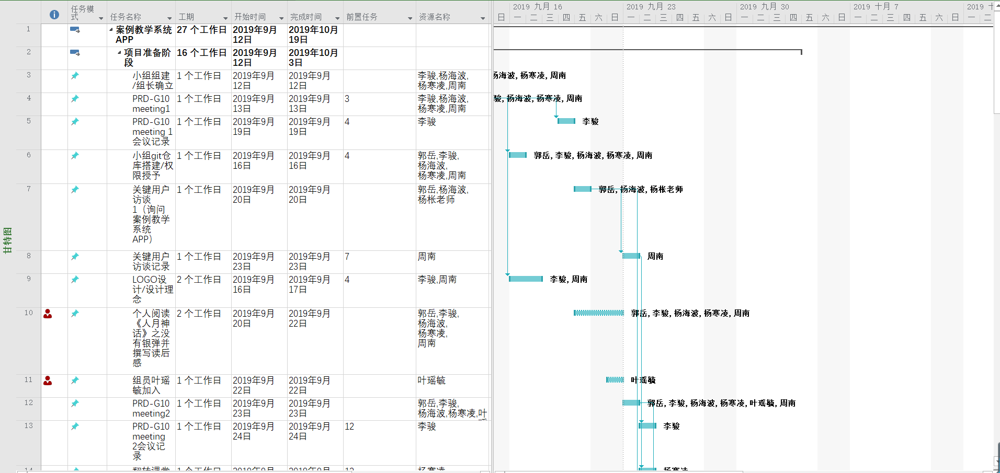 任务模
式
任务名称
工期
开始时间
完成时间
前置任务
资源名称
2019 九月 16
2019 九月 23
2019 九月 30
2019 十月 7
2019
日 一 二 三 四 五 六 日 一 二 三 四 五 六 日 一 二 三 四 五 六 日 一 二 三 四 五 六 日 一 二
甘特图
1
案例教学系统
APP
27 个工作日
2019年9月
12日
2019年10月
19日
2
项目准备阶
段
16 个工作日
2019年9月
12日
2019年10月
3日
3
小组组建
/组长确立
1 个工作日
2019年9月
12日
2019年9月
12日
李骏,杨海波,
杨寒凌,周南
杨海波, 杨寒凌, 周南
4
PRD-G10
meeting1
1 个工作日
2019年9月
13日
2019年9月
13日
3
李骏,杨海波,
杨寒凌,周南
骏, 杨海波, 杨寒凌, 周南
5
PRD-G10
meeting 1
会议记录
1 个工作日
2019年9月
19日
2019年9月
19日
4
李骏
李骏
6
小组git仓
库搭建/权
限授予
1 个工作日
2019年9月
16日
2019年9月
16日
4
郭岳,李骏,
杨海波,
杨寒凌,周南
郭岳, 李骏, 杨海波, 杨寒凌, 周南
7
关键用户
访谈
1（询问
案例教学
系统
APP）
1 个工作日
2019年9月
20日
2019年9月
20日
郭岳,杨海波,
杨枨老师
郭岳, 杨海波, 杨枨老师
8
关键用户
访谈记录
1 个工作日
2019年9月
23日
2019年9月
23日
7
周南
周南
9
LOGO设
计/设计理
念
2 个工作日
2019年9月
16日
2019年9月
17日
4
李骏,周南
李骏, 周南
10
个人阅读
《人月神
话》之没
有银弹并
撰写读后
感
2 个工作日
2019年9月
20日
2019年9月
22日
郭岳,李骏,
杨海波,
杨寒凌,
周南
郭岳, 李骏, 杨海波, 杨寒凌, 周南
11
组员叶瑶
毓加入
1 个工作日
2019年9月
22日
2019年9月
22日
叶瑶毓
叶瑶毓
12
PRD-G10
meeting2
1 个工作日
2019年9月
23日
2019年9月
23日
郭岳,李骏,
杨海波,杨寒凌,叶
郭岳, 李骏, 杨海波, 杨寒凌, 叶瑶毓, 周南
13
PRD-G10
meeting
2会议记
录
1 个工作日
2019年9月
24日
2019年9月
24日
12
李骏
李骏
14
翻转课堂
1 个工作日
2019年9月
2019年9月
12
杨寒凌
杨寒凌